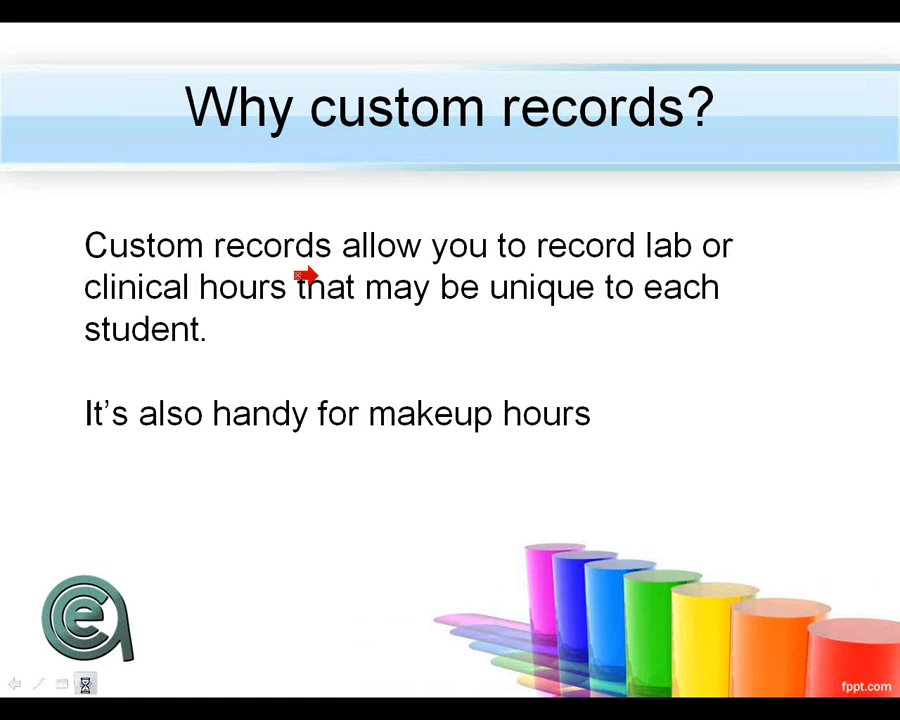 Why custom records?
Custom records allow you to record lab or
clinical hours that may be unique to each
student.
It’s also handy for makeup hours
fppt.com